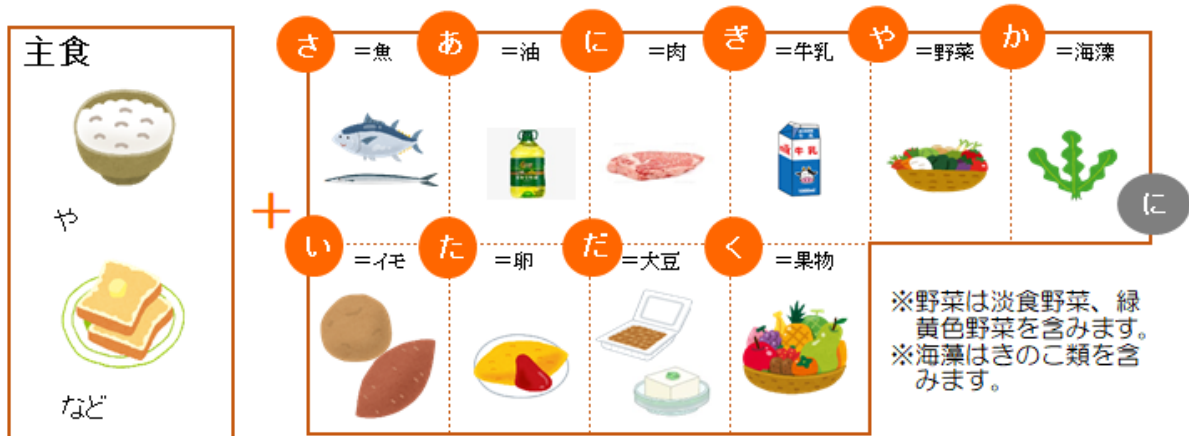 主食
や
など
＋
さ =魚
あ =油
に =肉
ぎ =牛乳
や =野菜
か =海藻
に
い =イモ
た =卵
だ =大豆
く =果物
牛乳
※野菜は淡食野菜、緑
黄色野菜を含みます。
※海藻はきのこ類を含
みます。